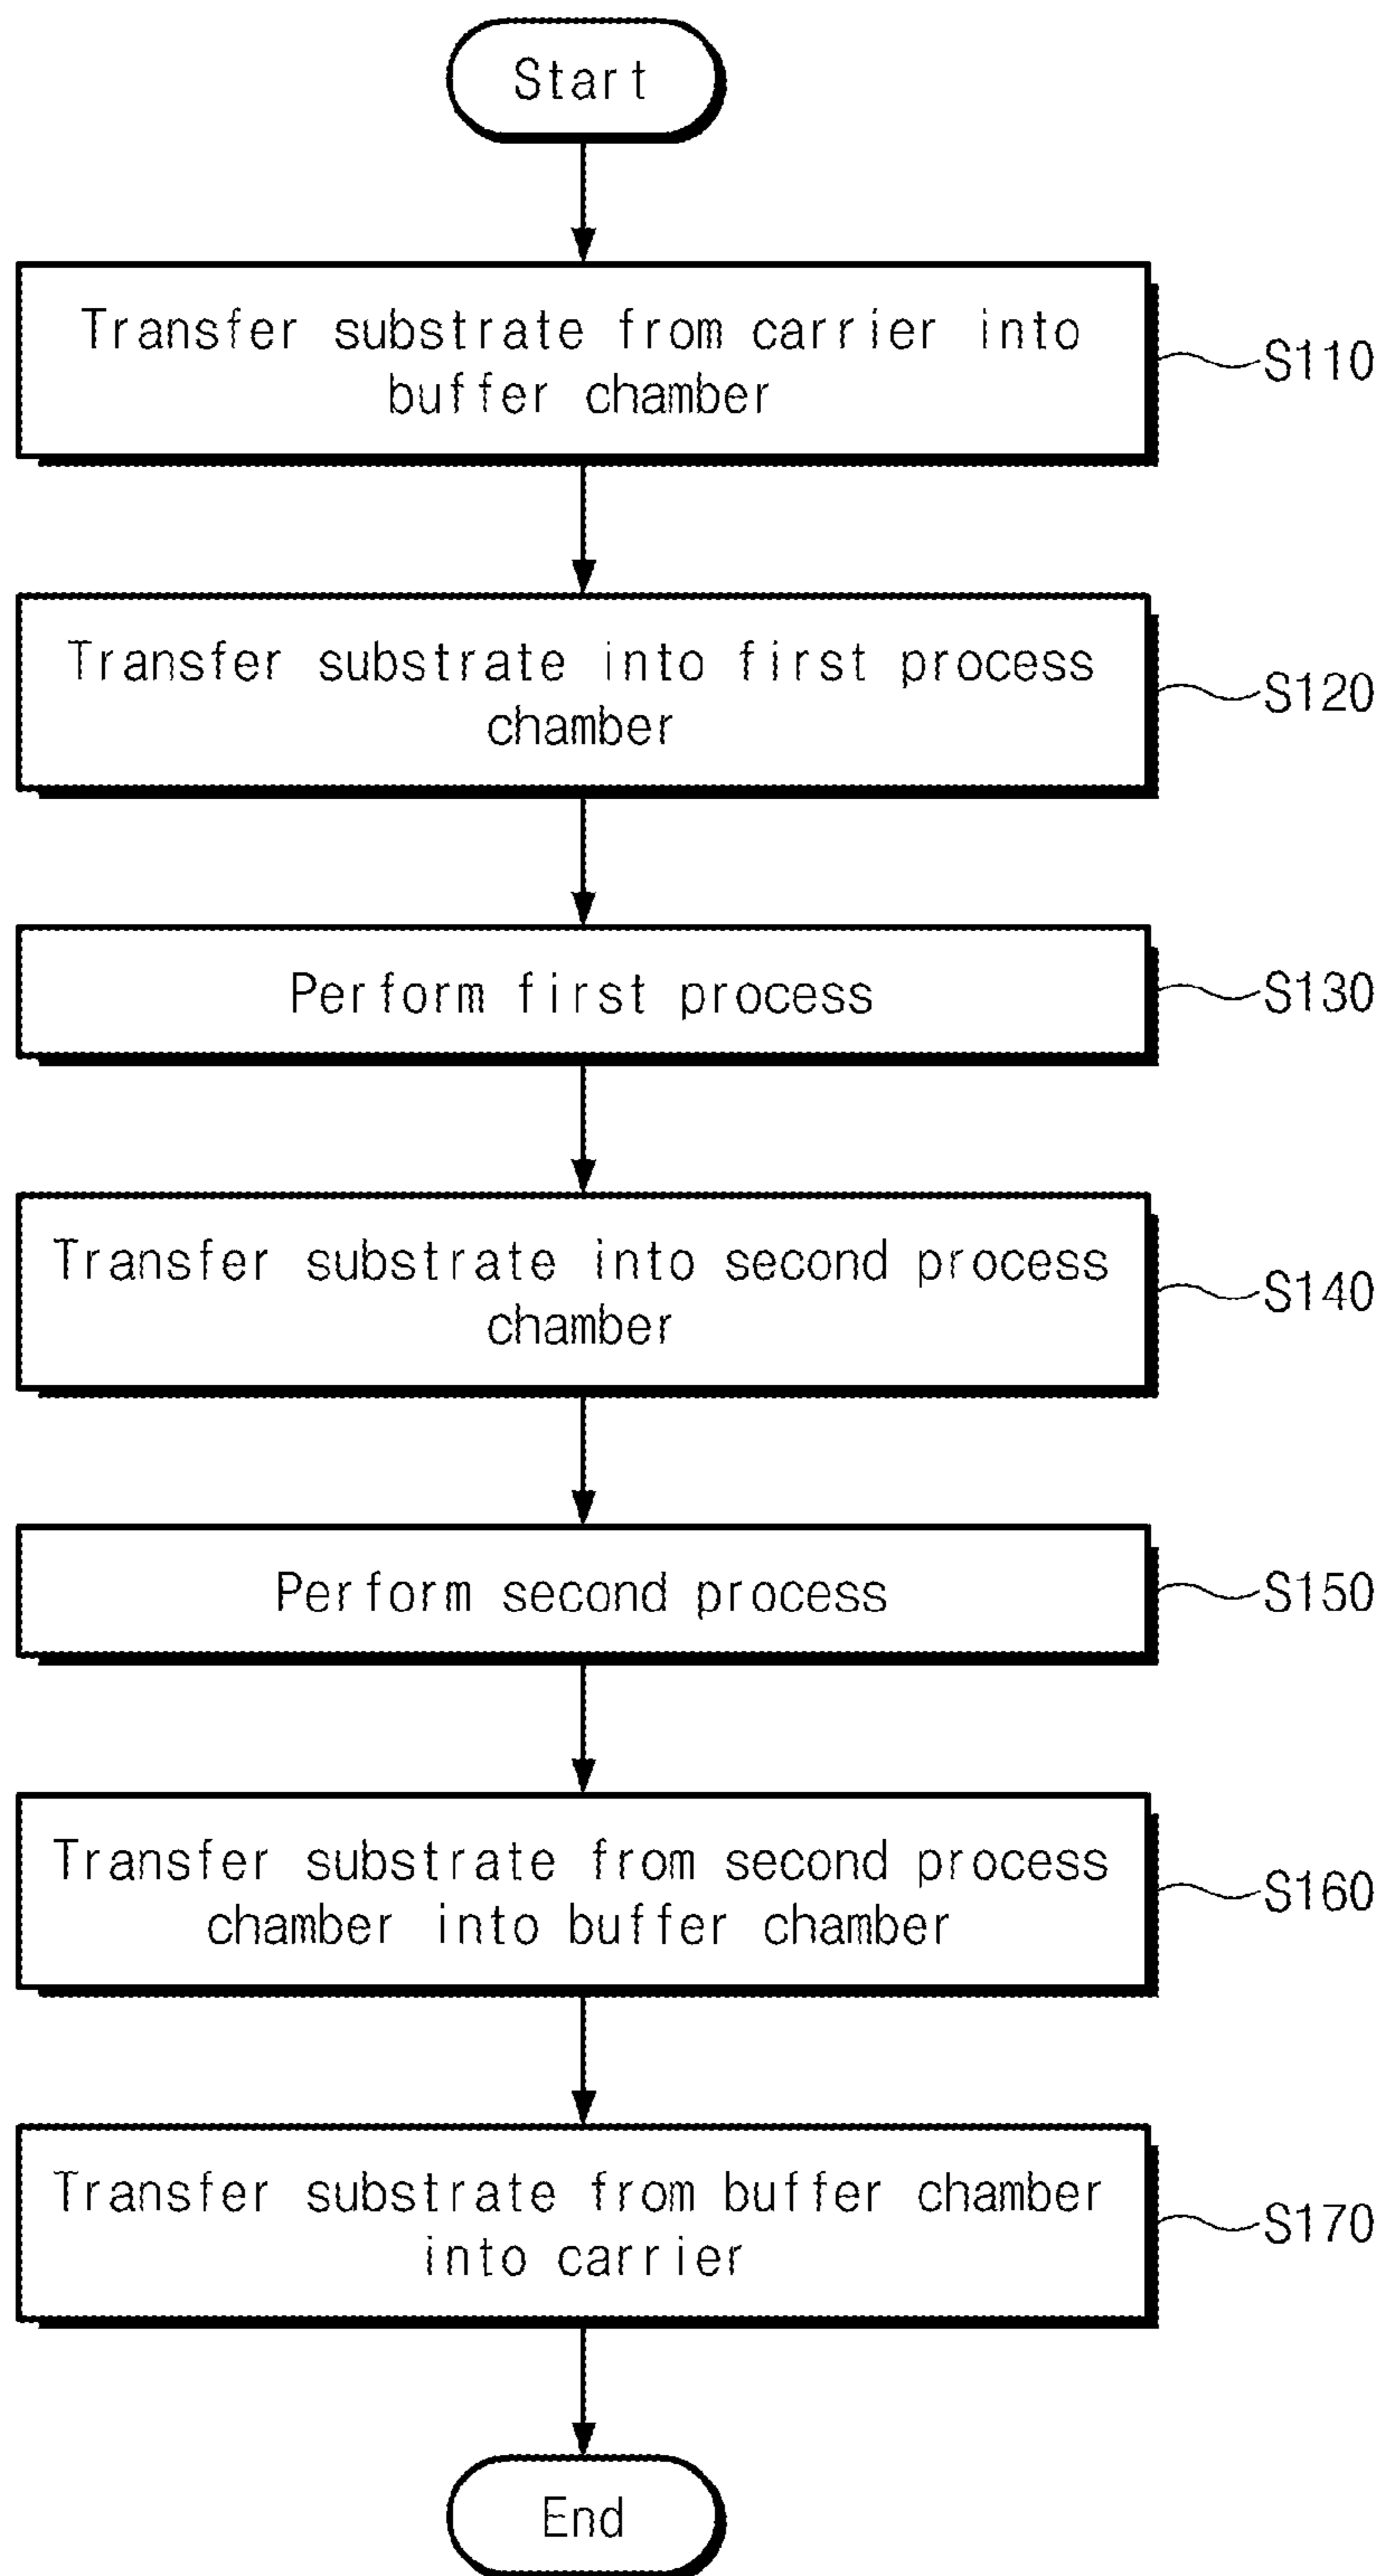 Start
Transfer substrate from carrier into
buffer chamber
S110
Transfer substrate into first process
chamber
S120
Perform first process
S130
Transfer substrate into second process
chamber
S140
Perform second process
S150
Transfer substrate from second process
chamber into buffer chamber
S160
Transfer substrate from buffer chamber
into carrier
S170
End